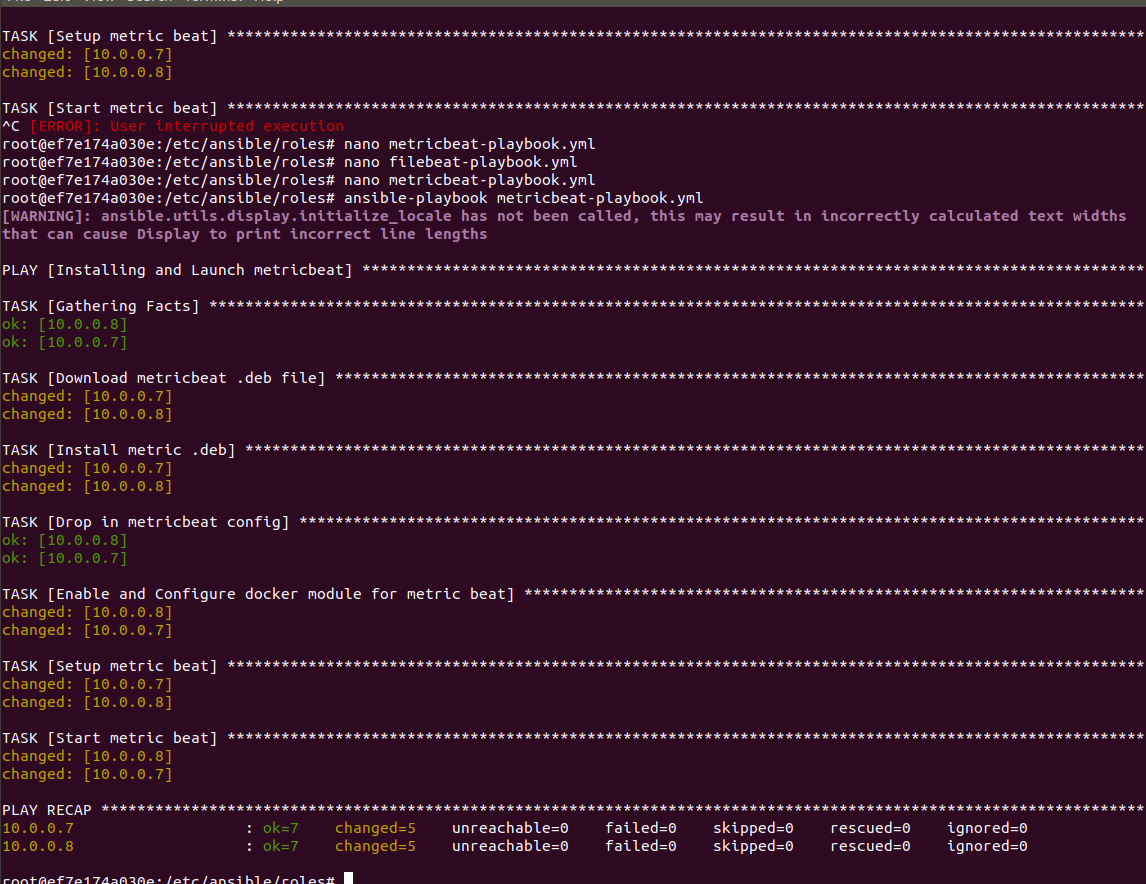 TASK [Setup metric beat] ******************************************************************************************************
changed: [10.0.0.7]
changed: [10.0.0.8]
TASK [Start metric beat] ******************************************************************************************************
^C [ERROR]: User interrupted execution
root@ef7e174a030e:/etc/ansible/roles# nano metricbeat-playbook.yml
root@ef7e174a030e:/etc/ansible/roles# nano filebeat-playbook.yml
root@ef7e174a030e:/etc/ansible/roles# nano metricbeat-playbook.yml
root@ef7e174a030e:/etc/ansible/roles# ansible-playbook metricbeat-playbook.yml
[WARNING]: ansible.utils.display.initialize_locale has not been called, this may result in incorrectly calculated text widths
that can cause Display to print incorrect line lengths
PLAY [Installing and Launch metricbeat] ***************************************************************************************
TASK [Gathering Facts] ********************************************************************************************************
ok: [10.0.0.8]
ok: [10.0.0.7]
TASK [Download metricbeat .deb file] ******************************************************************************************
changed: [10.0.0.7]
changed: [10.0.0.8]
TASK [Install metric .deb] ****************************************************************************************************
changed: [10.0.0.7]
changed: [10.0.0.8]
TASK [Drop in metricbeat config] **********************************************************************************************
ok: [10.0.0.8]
ok: [10.0.0.7]
TASK [Enable and Configure docker module for metric beat] *********************************************************************
changed: [10.0.0.8]
changed: [10.0.0.7]
TASK [Setup metric beat] ******************************************************************************************************
changed: [10.0.0.7]
changed: [10.0.0.8]
TASK [Start metric beat] ******************************************************************************************************
changed: [10.0.0.8]
changed: [10.0.0.7]
PLAY RECAP ********************************************************************************************************************
10.0.0.7                   : ok=7    changed=5    unreachable=0    failed=0    skipped=0    rescued=0    ignored=0
10.0.0.8                   : ok=7    changed=5    unreachable=0    failed=0    skipped=0    rescued=0    ignored=0
root@ef7e174a030e:/etc/ansible/roles#